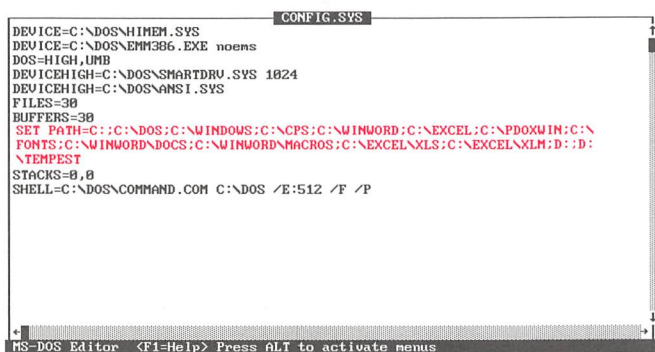 CONFIG.SYS
DEVICE=C:\DOS\HIMEM.SYS
DEVICE=C:\DOS\EMM386.EXE noems
DOS=HIGH,UMB
DEVICEHIGH=C:\DOS\SMARTDRV.SYS 1024
DEVICEHIGH=C:\DOS\ANSI.SYS
FILES=30
BUFFERS=30
SET PATH=C:;C:\DOS;C:\WINDOWS;C:\CPS;C:\WINWORD;C:\EXCEL;C:\PDOXWIN;C:\
FONTS;C:\WINWORD\DOCS;C:\WINWORD\MACROS;C:\EXCEL\XLS;C:\EXCEL\XLM;D:;D:
\TEMPEST
STACKS=0,0
SHELL=C:\DOS\COMMAND.COM C:\DOS /E:512 /F /P
MS-DOS Editor <F1=Help> Press ALT to activate menus